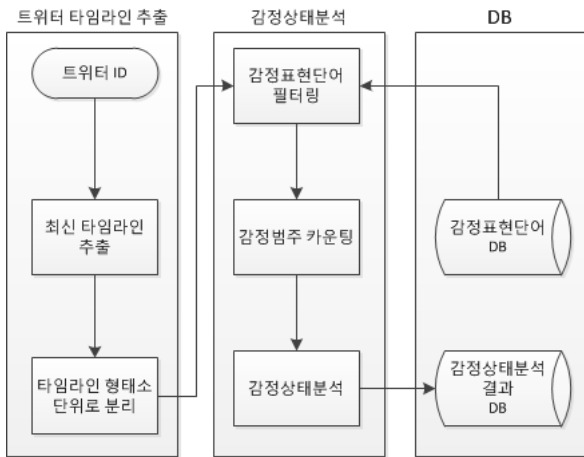 트위터 타임라인 추출
트위터 ID
최신 타임라인
추출
타임라인 형태소
단위로 분리
감정상태분석
감정표현단어
필터링
감정범주 카운팅
감정상태분석
DB
감정표현단어
DB
감정상태분석
결과
DB